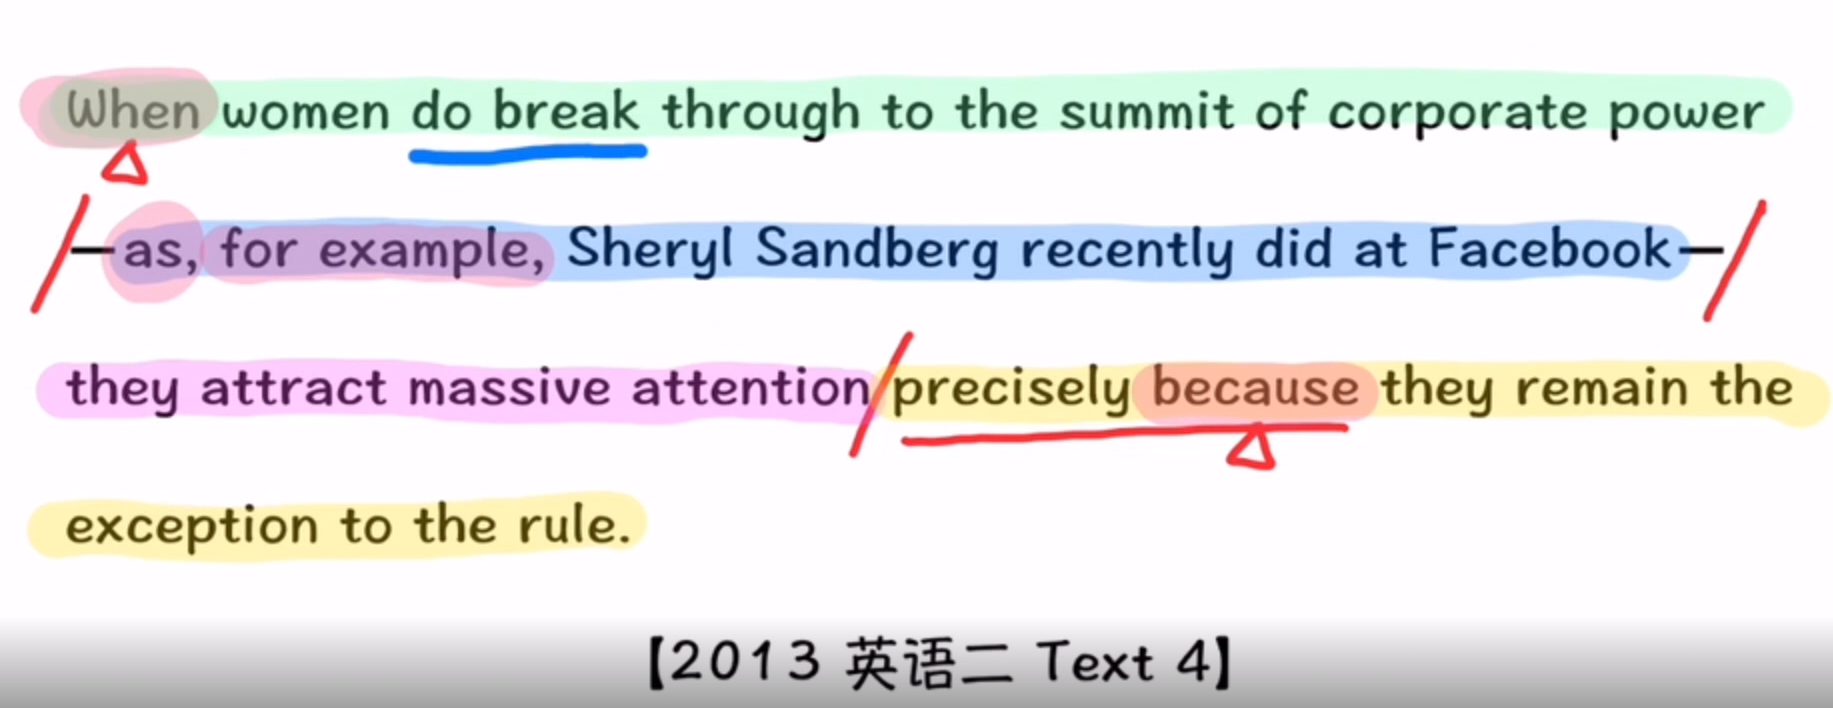 When women do break through to the summit of corporate power
—as, for example, Sheryl Sandberg recently did at Facebook—
they attract massive attention precisely because they remain the
exception to the rule.
【2013 英语二 Text 4】